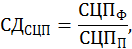 СД_СЦП = СЦП_Ф / СЦП_П,